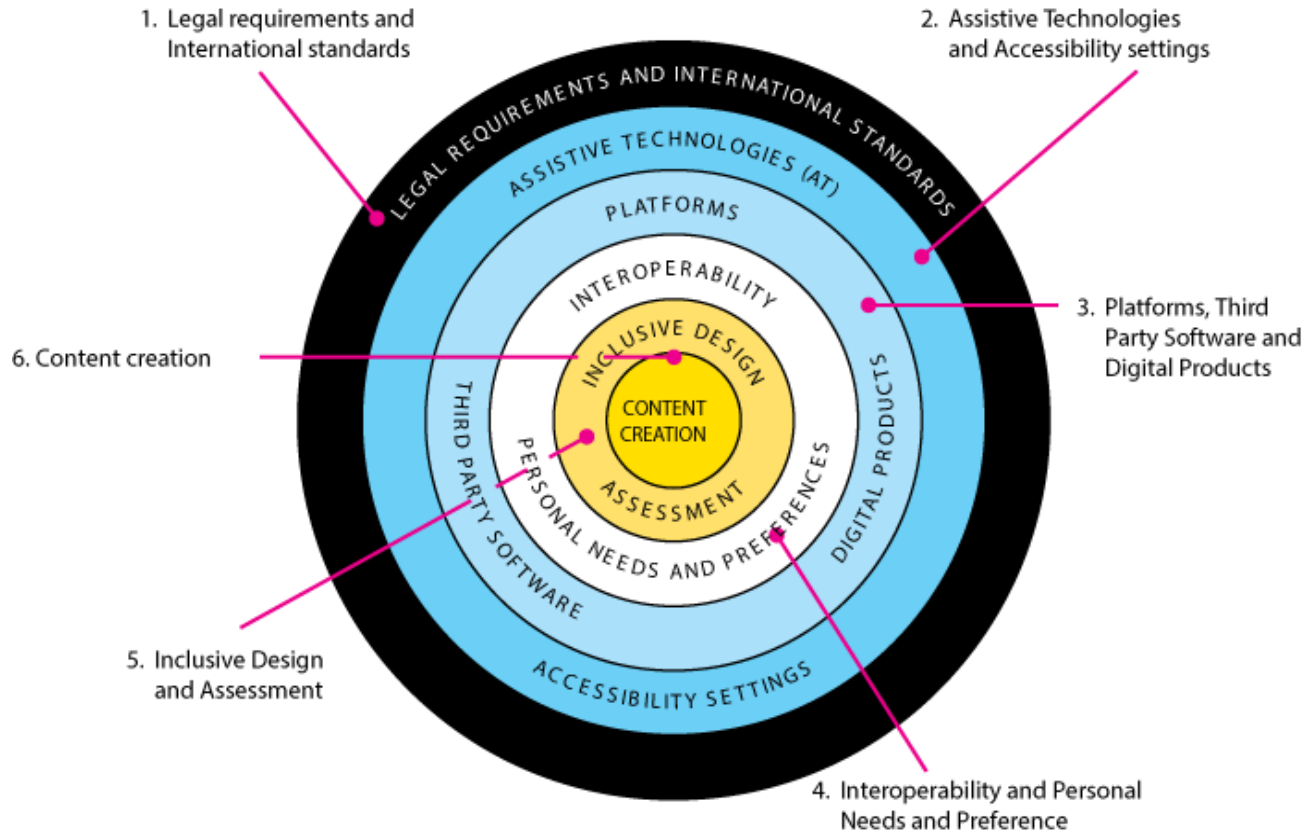 1. Legal requirements and
International standards
2. Assistive Technologies
and Accessibility settings
LEGAL REQUIREMENTS AND INTERNATIONAL STANDARDS
ASSISTIVE TECHNOLOGIES (AT)
PLATFORMS
INTEROPERABILITY
INCLUSIVE DESIGN
CONTENT
CREATION
ASSESSMENT
PERSONAL NEEDS AND PREFERENCES
THIRD PARTY SOFTWARE
DIGITAL PRODUCTS
ACCESSIBILITY SETTINGS
3. Platforms, Third
Party Software and
Digital Products
6. Content creation
5. Inclusive Design
and Assessment
4. Interoperability and Personal
Needs and Preference